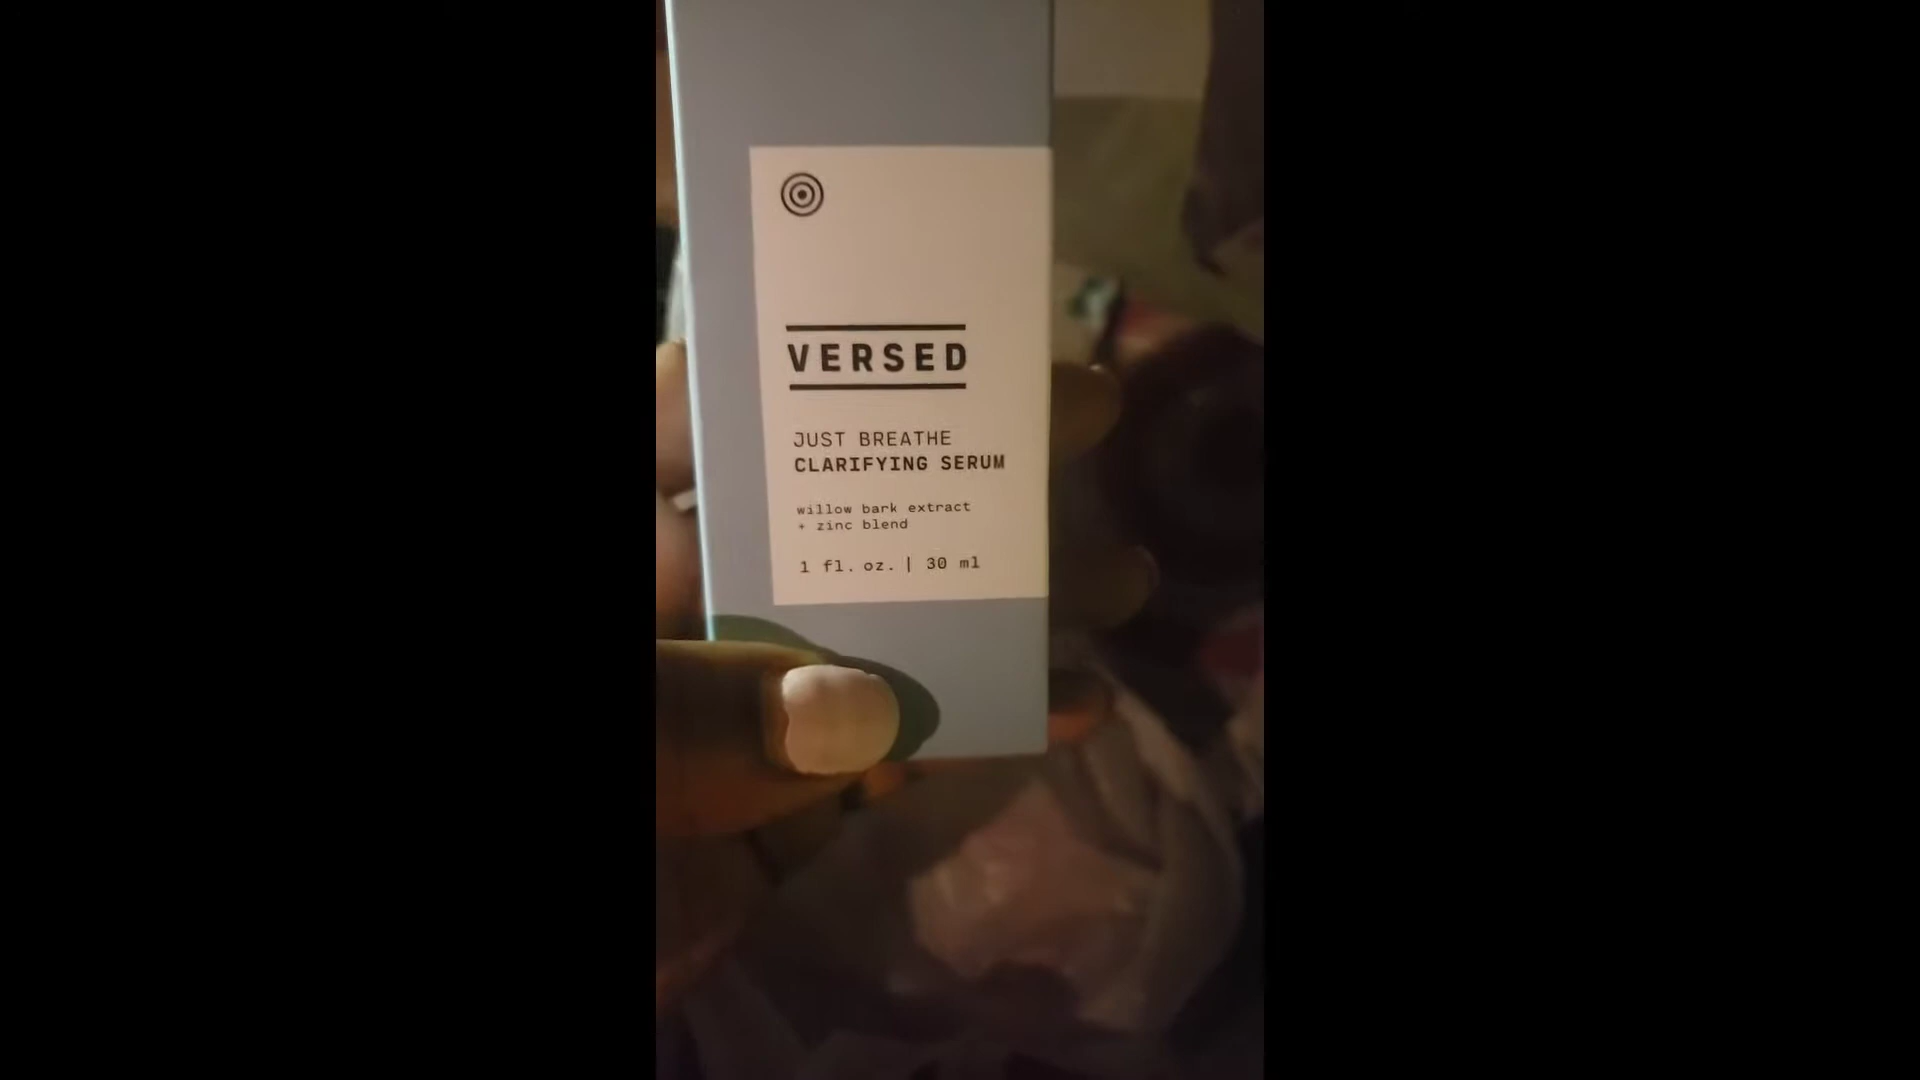 VERSED
JUST BREATHE
CLARIFYING SERUM
willow bark extract
+ zinc blend
1 fl. oz. | 30 ml